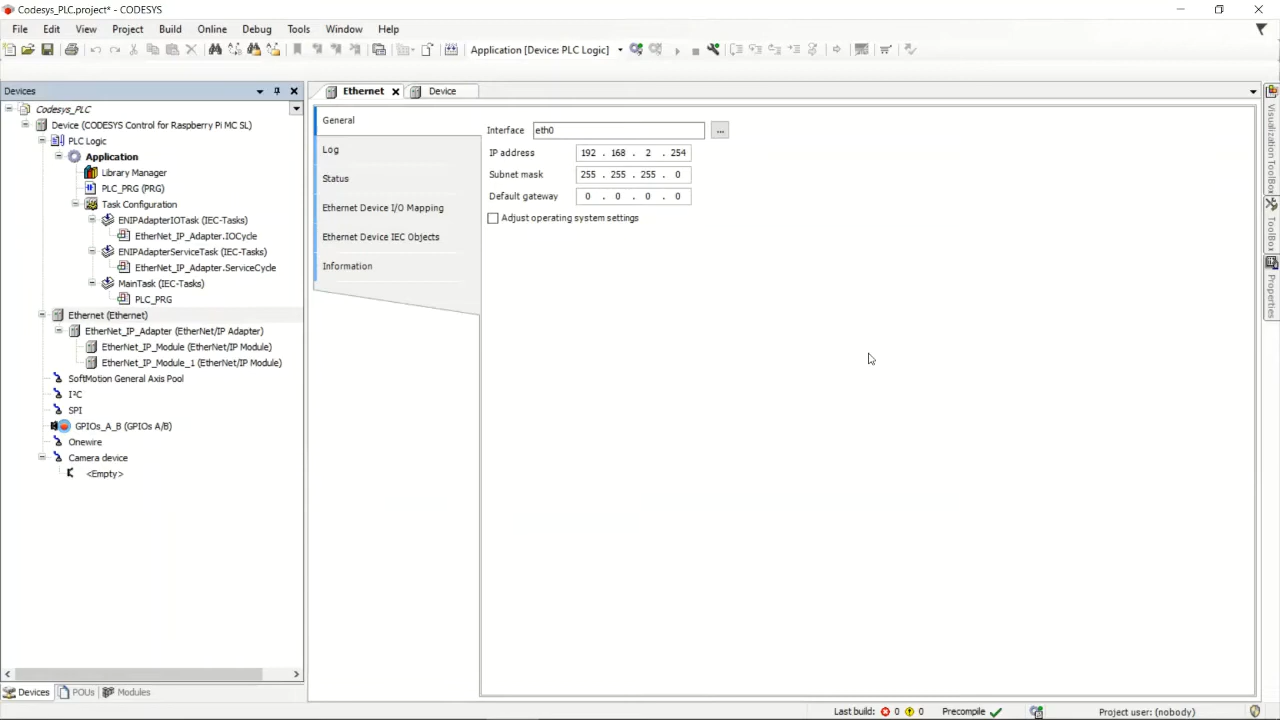 Codesys_PLC.project* - CODESYS
File Edit View Project Build Online Debug Tools Window Help
Application [Device: PLC Logic]
Devices
Codesys_PLC
Device (CODESYS Control for Raspberry Pi MC SL)
PLC Logic
Application
Library Manager
PLC_PRG (PRG)
Task Configuration
ENIPAdapterIOTask (IEC-Tasks)
EtherNet_IP_Adapter.IOCycle
ENIPAdapterServiceTask (IEC-Tasks)
EtherNet_IP_Adapter.ServiceCycle
MainTask (IEC-Tasks)
PLC_PRG
Ethernet (Ethernet)
EtherNet_IP_Adapter (EtherNet/IP Adapter)
EtherNet_IP_Module (EtherNet/IP Module)
EtherNet_IP_Module_1 (EtherNet/IP Module)
SoftMotion General Axis Pool
I²C
SPI
GPIOs_A_B (GPIOs A/B)
Onewire
Camera device
<Empty>
Devices POUs Modules
Ethernet Device
General
Log
Status
Ethernet Device I/O Mapping
Ethernet Device IEC Objects
Information
Interface eth0 ...
IP address 192 . 168 . 2 . 254
Subnet mask 255 . 255 . 255 . 0
Default gateway 0 . 0 . 0 . 0
Adjust operating system settings
Visualization ToolBox
ToolBox
Properties
Last build: 0 0 Precompile Project user: (nobody)